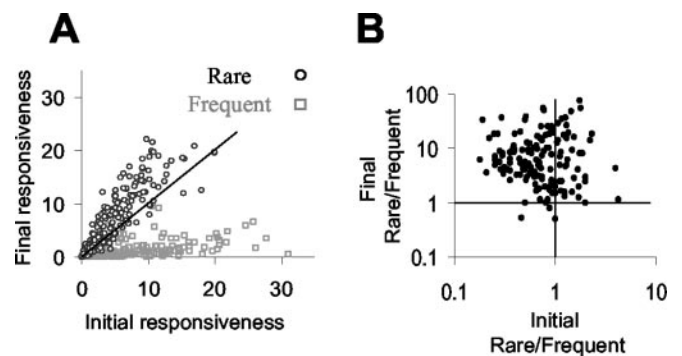 A
Final responsiveness
30
20
10
0
Rare
Frequent
0 10 20 30
Initial responsiveness
B
Final
Rare/Frequent
100
10
1
0.1
0.1 1 10
Initial
Rare/Frequent